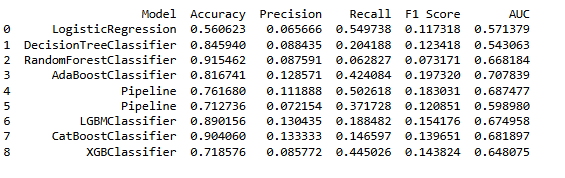 Model Accuracy Precision Recall F1 Score AUC
0 LogisticRegression 0.560623 0.065666 0.549738 0.117318 0.571379
1 DecisionTreeClassifier 0.845940 0.088435 0.204188 0.123418 0.543063
2 RandomForestClassifier 0.915462 0.087591 0.062827 0.073171 0.668184
3 AdaBoostClassifier 0.816741 0.128571 0.424084 0.197320 0.707839
4 Pipeline 0.761680 0.111888 0.502618 0.183031 0.687477
5 Pipeline 0.712736 0.072154 0.371728 0.120851 0.598980
6 LGBMClassifier 0.890156 0.130435 0.188482 0.154176 0.674958
7 CatBoostClassifier 0.904060 0.133333 0.146597 0.139651 0.681897
8 XGBClassifier 0.718576 0.085772 0.445026 0.143824 0.648075